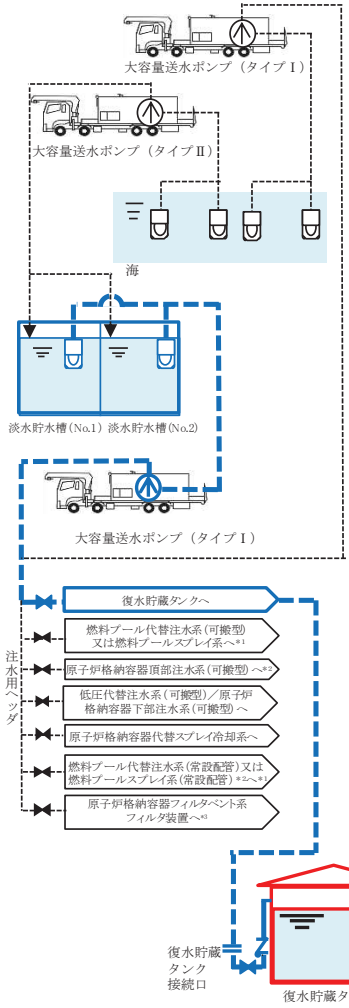 大容量送水ポンプ（タイプⅠ）
大容量送水ポンプ（タイプⅡ）
海
淡水貯水槽(No.1)
淡水貯水槽(No.2)
大容量送水ポンプ（タイプⅠ）
注水用ヘッダ
復水貯蔵タンクへ
燃料プール代替注水系(可搬型)
又は燃料プールスプレイ系へ*1
原子炉格納容器頂部注水系(可搬型)へ*2
低圧代替注水系(可搬型)／原子炉
格納容器下部注水系(可搬型)へ
原子炉格納容器代替スプレイ冷却系へ
燃料プール代替注水系(常設配管)又は
燃料プールスプレイ系(常設配管)*2へ*1
原子炉格納容器フィルタベント系
フィルタ装置へ*3
復水貯蔵
タンク
接続口
復水貯蔵タ